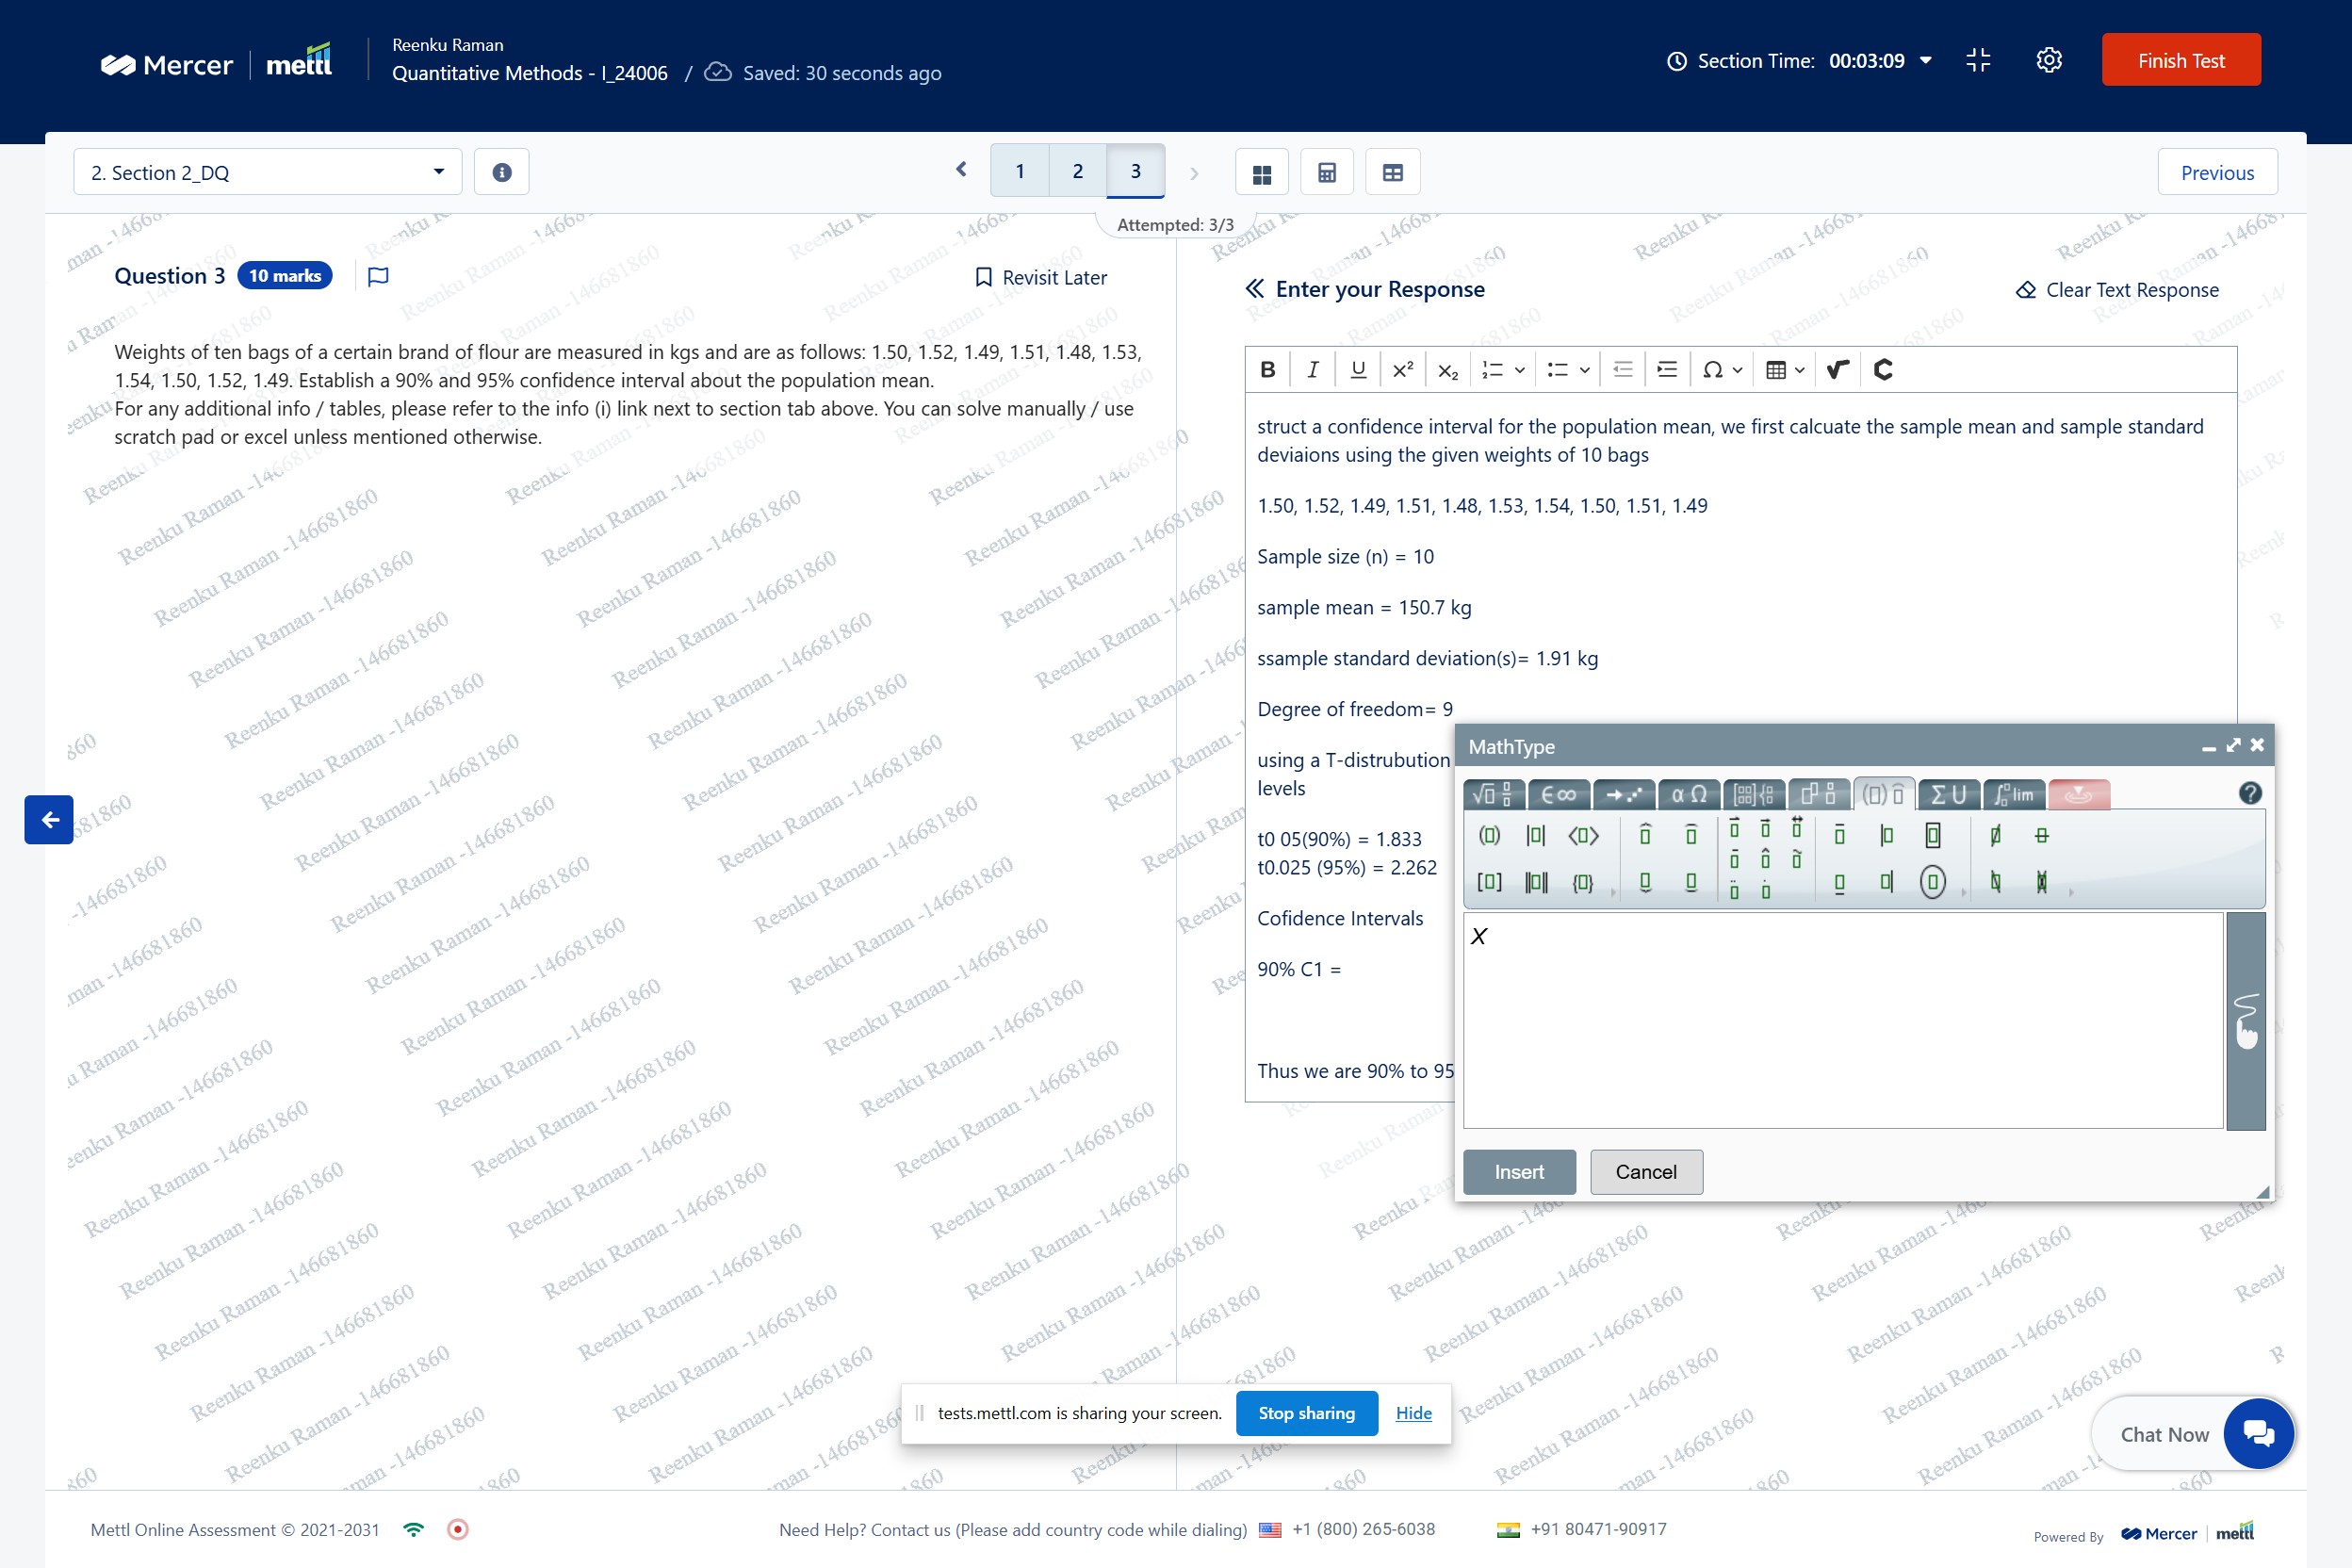 Mercer | mettl
Reenku Raman
Quantitative Methods - I_24006 / Saved: 30 seconds ago
Section Time: 00:03:09
Finish Test
2. Section 2_DQ
1 2 3
Previous
Attempted: 3/3
Question 3 10 marks
Revisit Later
Weights of ten bags of a certain brand of flour are measured in kgs and are as follows: 1.50, 1.52, 1.49, 1.51, 1.48, 1.53,
1.54, 1.50, 1.52, 1.49. Establish a 90% and 95% confidence interval about the population mean.
For any additional info / tables, please refer to the info (i) link next to section tab above. You can solve manually / use
scratch pad or excel unless mentioned otherwise.
Enter your Response
Clear Text Response
struct a confidence interval for the population mean, we first calcuate the sample mean and sample standard
deviaions using the given weights of 10 bags
1.50, 1.52, 1.49, 1.51, 1.48, 1.53, 1.54, 1.50, 1.51, 1.49
Sample size (n) = 10
sample mean = 150.7 kg
ssample standard deviation(s)= 1.91 kg
Degree of freedom= 9
using a T-distrubution
levels
t0 05(90%) = 1.833
t0.025 (95%) = 2.262
Cofidence Intervals
90% C1 =
Thus we are 90% to 95
MathType
X
Insert Cancel
Reenku Raman -146681860
tests.mettl.com is sharing your screen. Stop sharing Hide
Chat Now
Mettl Online Assessment © 2021-2031
Need Help? Contact us (Please add country code while dialing) +1 (800) 265-6038 +91 80471-90917
Powered By Mercer | mettl